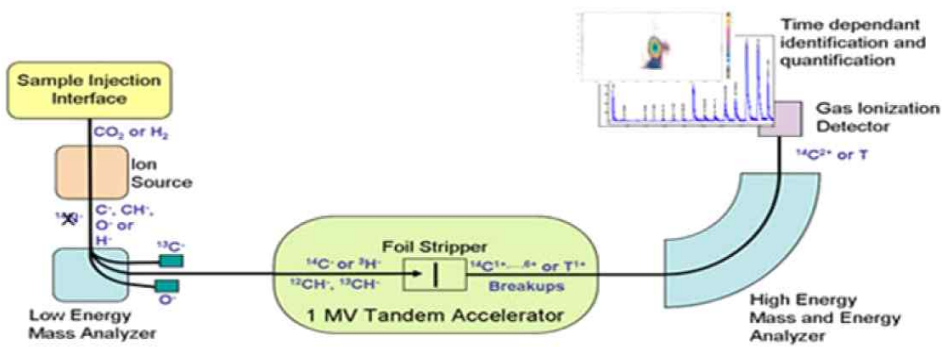 Time dependant
identification and
quantification
Sample Injection
Interface
Gas Ionization
Detector
CO₂ or H₂
Ion
Source
¹⁴C²⁺ or T
¹⁴N⁻
C⁻, CH⁻,
O⁻ or
H⁻
¹³C⁻
O⁻
Low Energy
Mass Analyzer
Foil Stripper
¹⁴C⁻ or ³H⁻
¹²CH⁻, ¹³CH⁻
¹⁴C¹⁺,....,⁶⁺ or T¹⁺
Breakups
1 MV Tandem Accelerator
High Energy
Mass and Energy
Analyzer